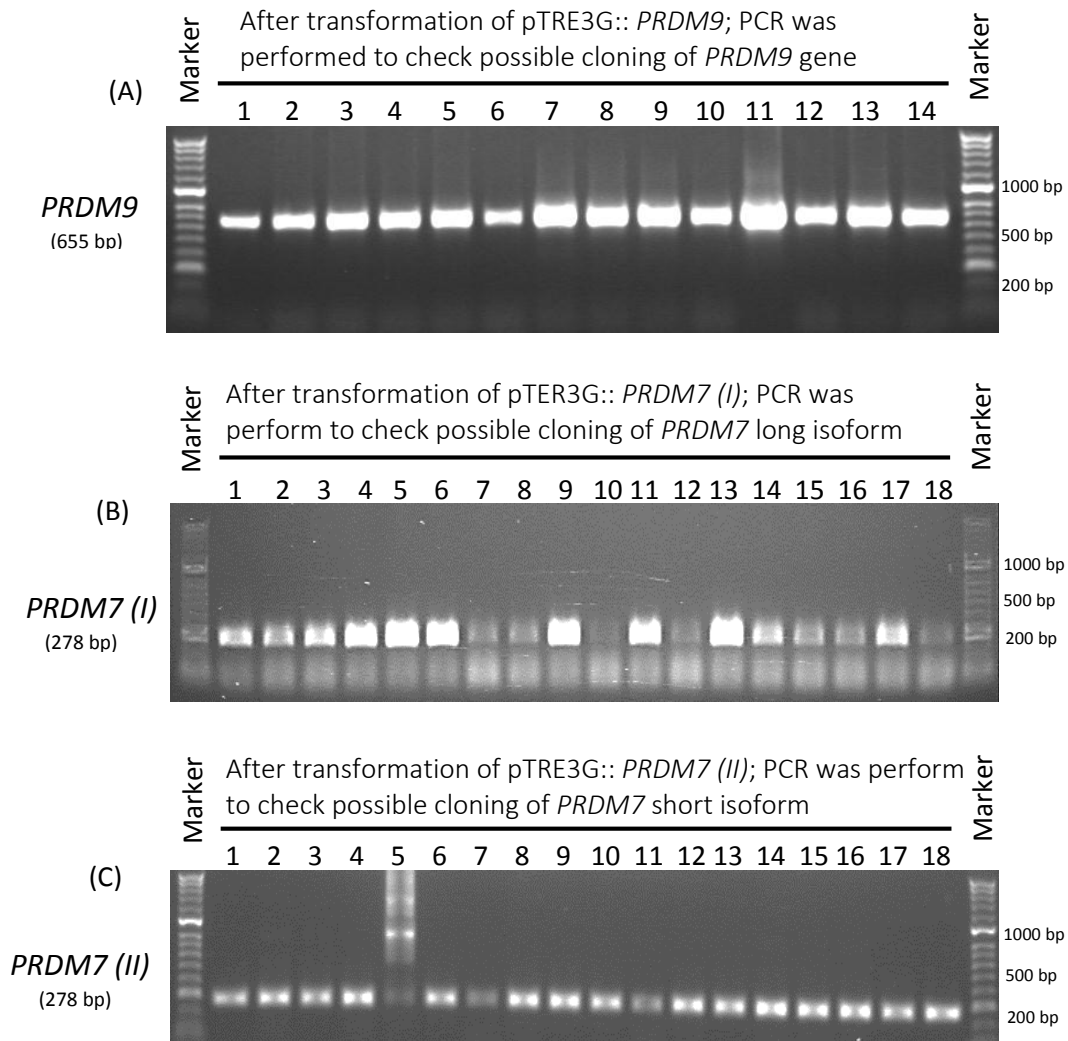 After transformation of pTRE3G:: PRDM9; PCR was
performed to check possible cloning of PRDM9 gene
Marker
Marker
(A)
1 2 3 4 5 6 7 8 9 10 11 12 13 14
PRDM9
(655 bp)
1000 bp
500 bp
200 bp
After transformation of pTER3G:: PRDM7 (I); PCR was
perform to check possible cloning of PRDM7 long isoform
Marker
Marker
(B)
1 2 3 4 5 6 7 8 9 10 11 12 13 14 15 16 17 18
PRDM7 (I)
(278 bp)
1000 bp
500 bp
200 bp
After transformation of pTRE3G:: PRDM7 (II); PCR was perform
to check possible cloning of PRDM7 short isoform
Marker
Marker
(C)
1 2 3 4 5 6 7 8 9 10 11 12 13 14 15 16 17 18
PRDM7 (II)
(278 bp)
1000 bp
500 bp
200 bp